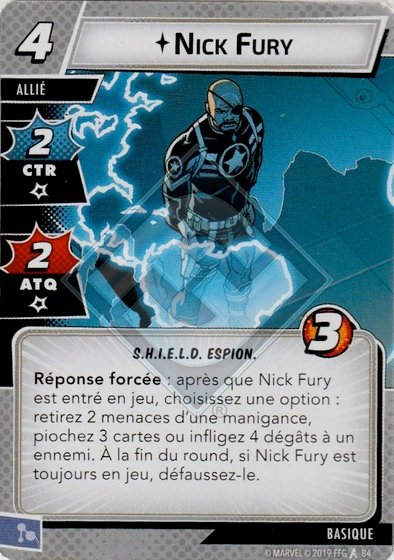 4
Nick Fury
ALLIÉ
2
CTR
2
ATQ
3
S.H.I.E.L.D. ESPION.
Réponse forcée : après que Nick Fury
est entré en jeu, choisissez une option :
retirez 2 menaces d'une manigance,
piochez 3 cartes ou infligez 4 dégâts à un
ennemi. À la fin du round, si Nick Fury est
toujours en jeu, défaussez-le.
®
BASIQUE
© MARVEL © 2019 FFG 84